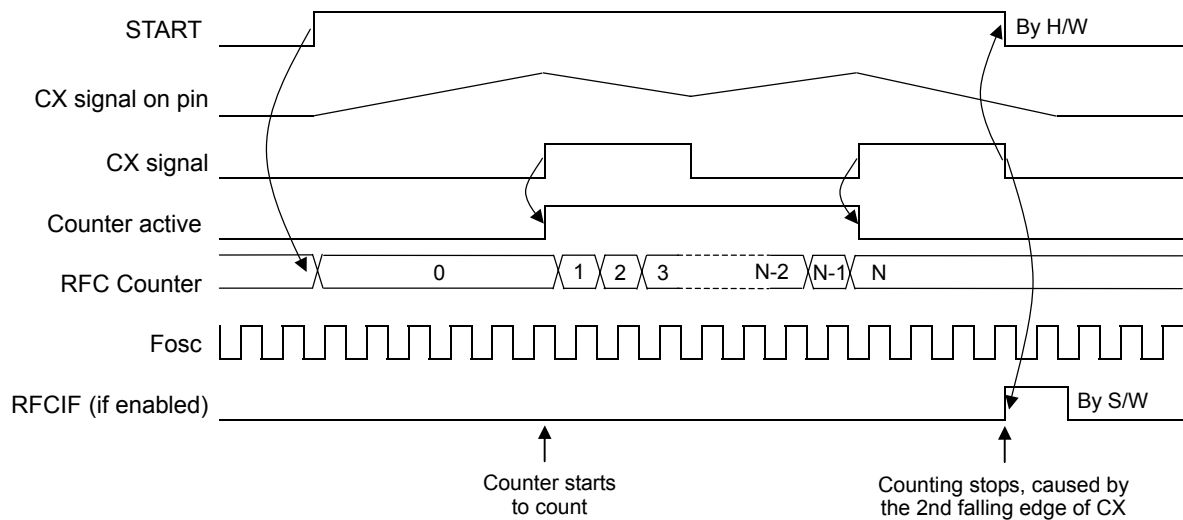 START
By H/W
CX signal on pin
CX signal
Counter active
RFC Counter
0
1
2
3
N-2
N-1
N
Fosc
RFCIF (if enabled)
By S/W
Counter starts
to count
Counting stops, caused by
the 2nd falling edge of CX